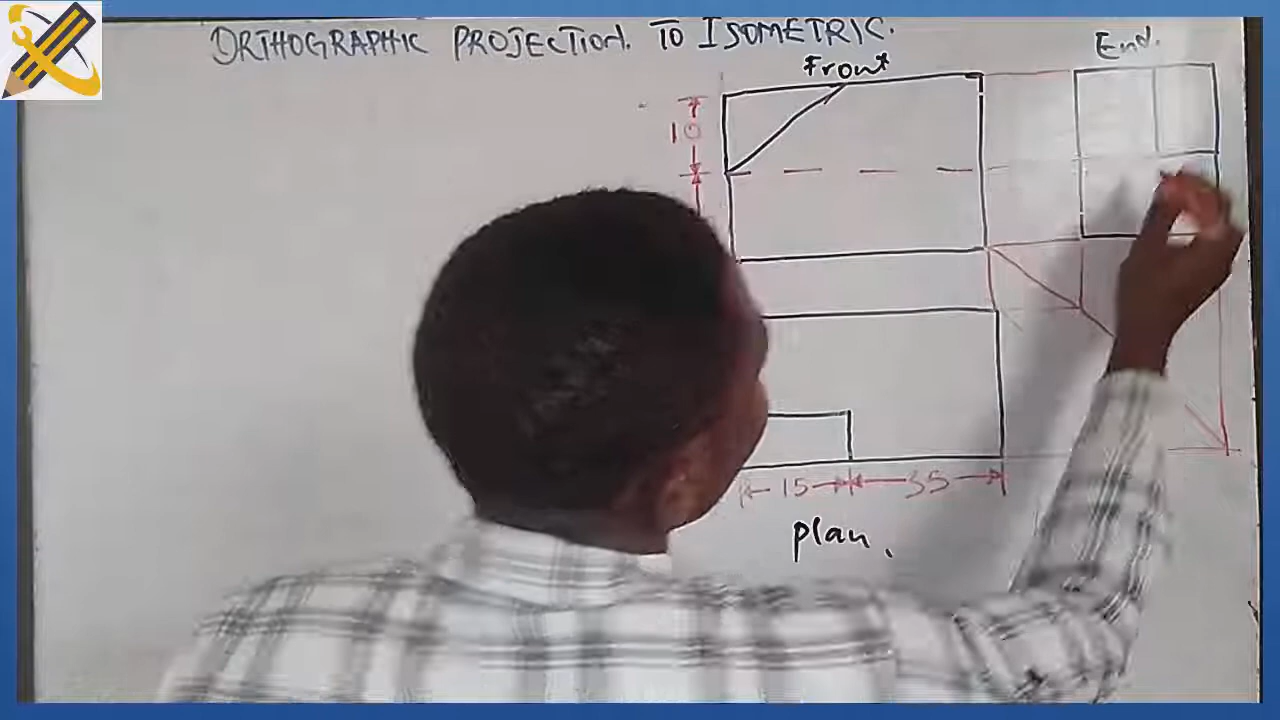 ORTHOGRAPHIC PROJECTION. TO ISOMETRIC.
Front
End.
10
15
35
plan.